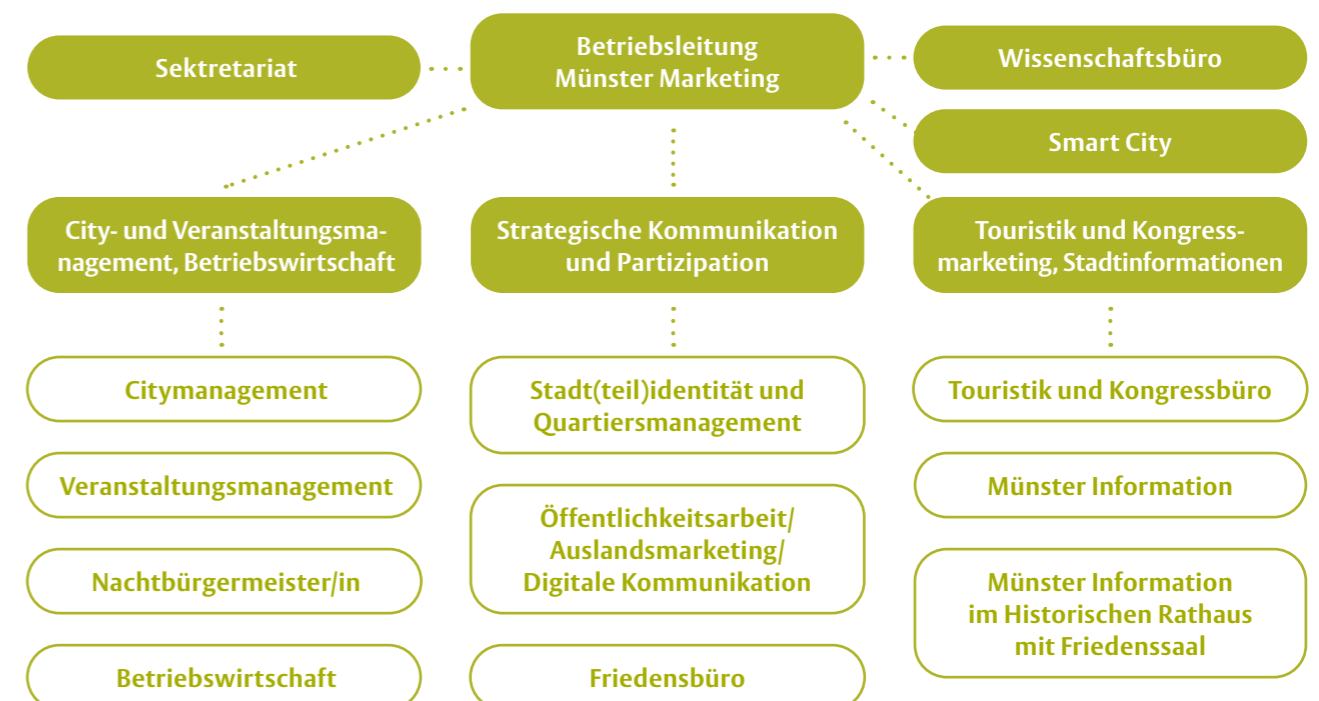 Sektretariat
Betriebsleitung
Münster Marketing
Wissenschaftsbüro
Smart City
City- und Veranstaltungsma-
nagement, Betriebswirtschaft
Strategische Kommunikation
und Partizipation
Touristik und Kongress-
marketing, Stadtinformationen
Citymanagement
Veranstaltungsmanagement
Nachtbürgermeister/in
Betriebswirtschaft
Stadt(teil)identität und
Quartiersmanagement
Öffentlichkeitsarbeit/
Auslandsmarketing/
Digitale Kommunikation
Friedensbüro
Touristik und Kongressbüro
Münster Information
Münster Information
im Historischen Rathaus
mit Friedenssaal